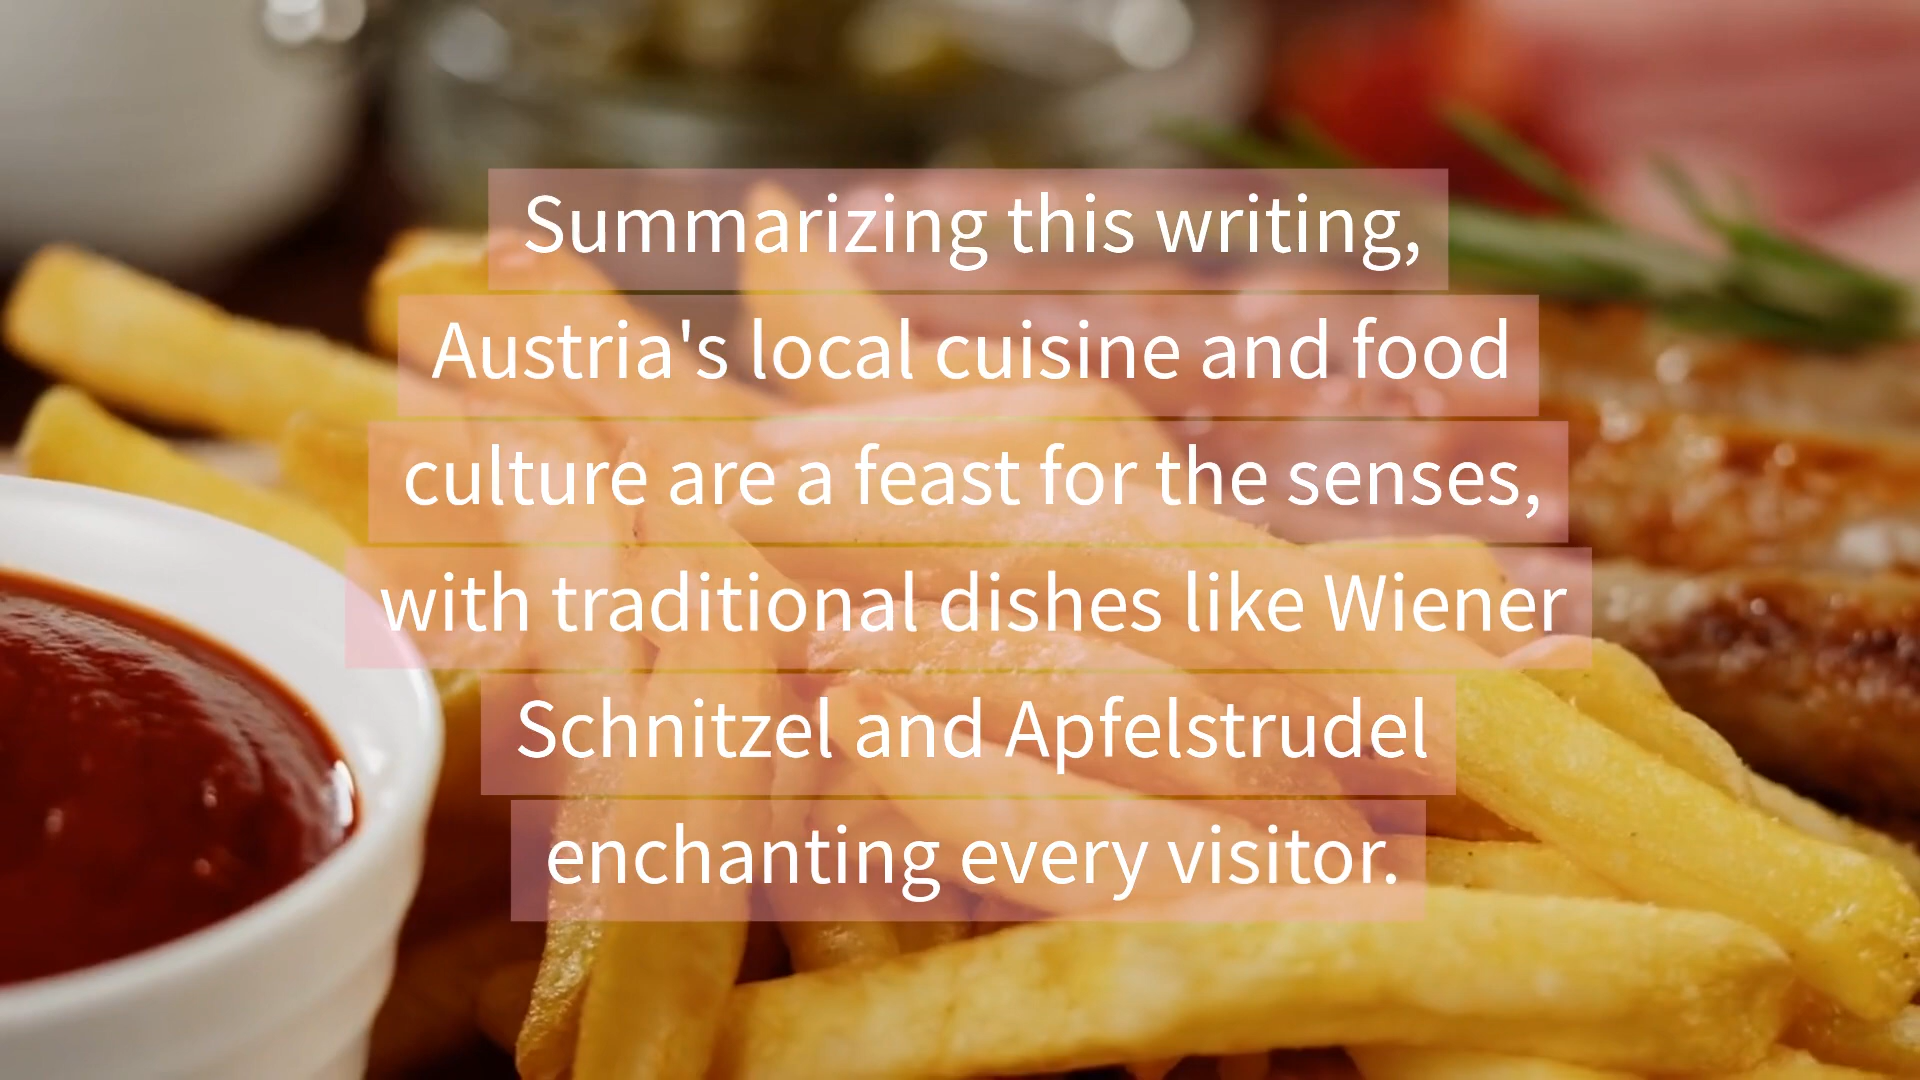 Summarizing this writing,
Austria's local cuisine and food
culture are a feast for the senses,
with traditional dishes like Wiener
Schnitzel and Apfelstrudel
enchanting every visitor.